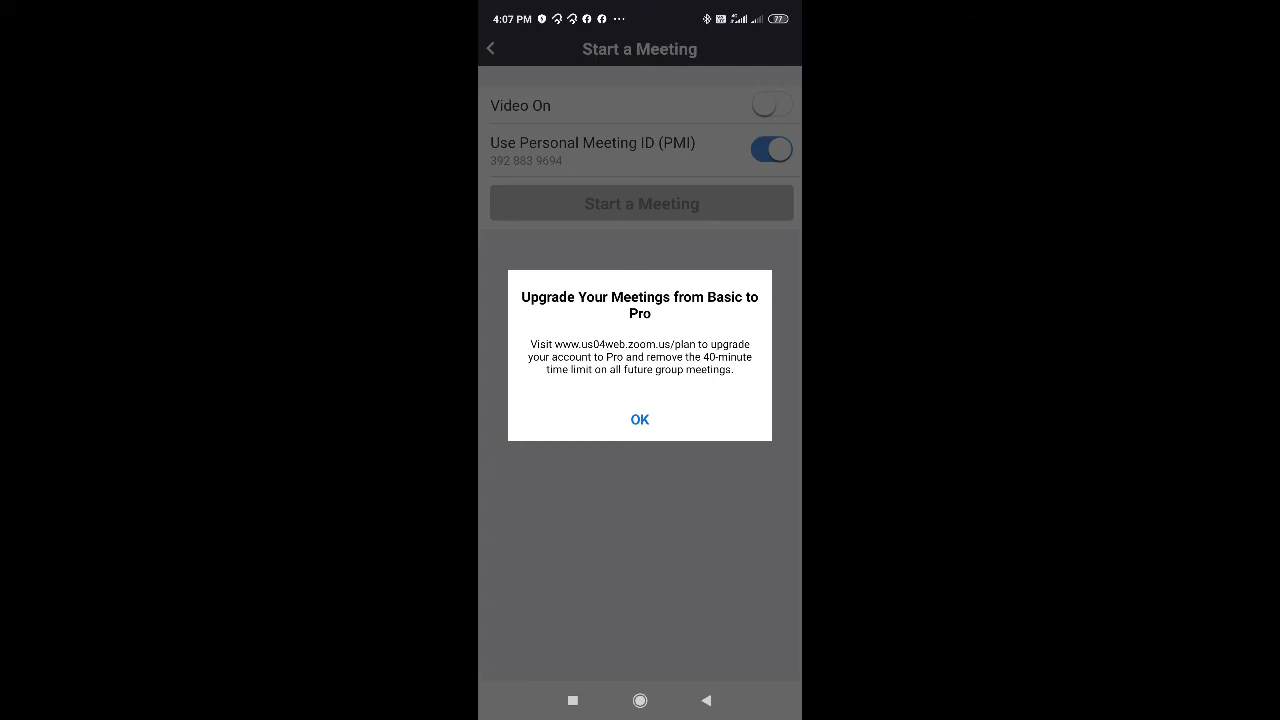 4:07 PM
77
Start a Meeting
Video On
Use Personal Meeting ID (PMI)
392 883 9694
Start a Meeting
Upgrade Your Meetings from Basic to
Pro
Visit www.us04web.zoom.us/plan to upgrade
your account to Pro and remove the 40-minute
time limit on all future group meetings.
OK